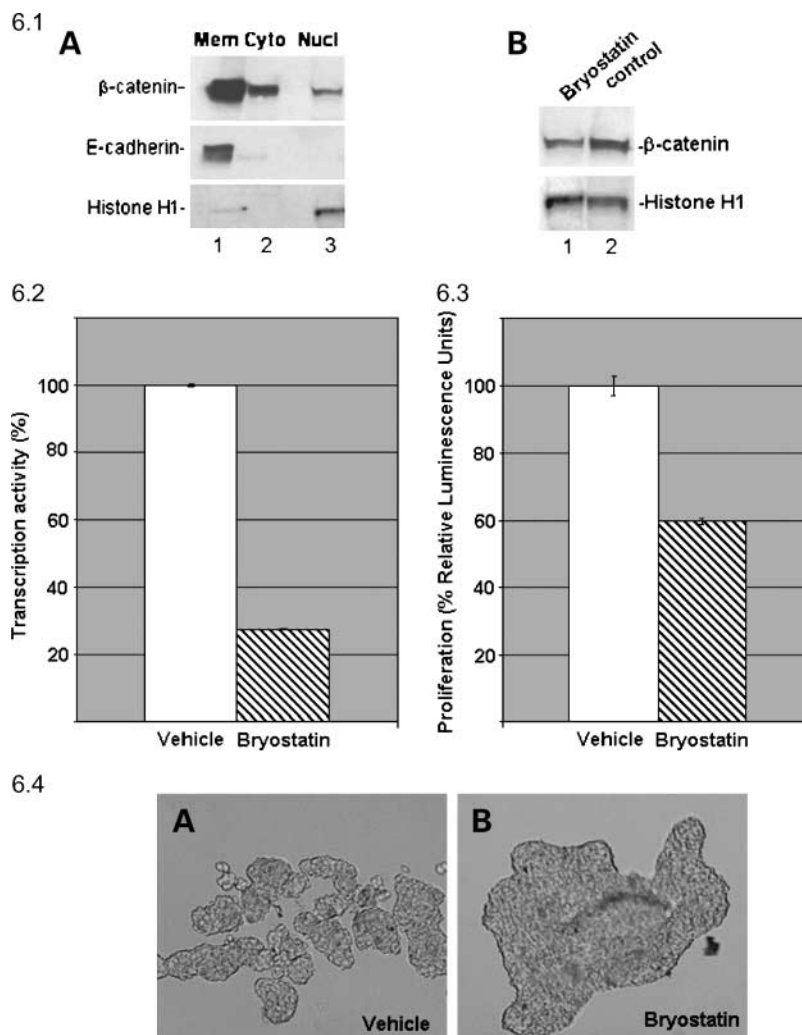 6.1
A
Mem Cyto Nucl
β-catenin-
E-cadherin-
Histone H1-
1 2 3
B
Bryostatin
control
-β-catenin
-Histone H1
1 2
6.2
Transcription activity (%)
100
80
60
40
20
Vehicle Bryostatin
6.3
Proliferation (% Relative Luminescence Units)
100
80
60
40
20
Vehicle Bryostatin
6.4
A
Vehicle
B
Bryostatin